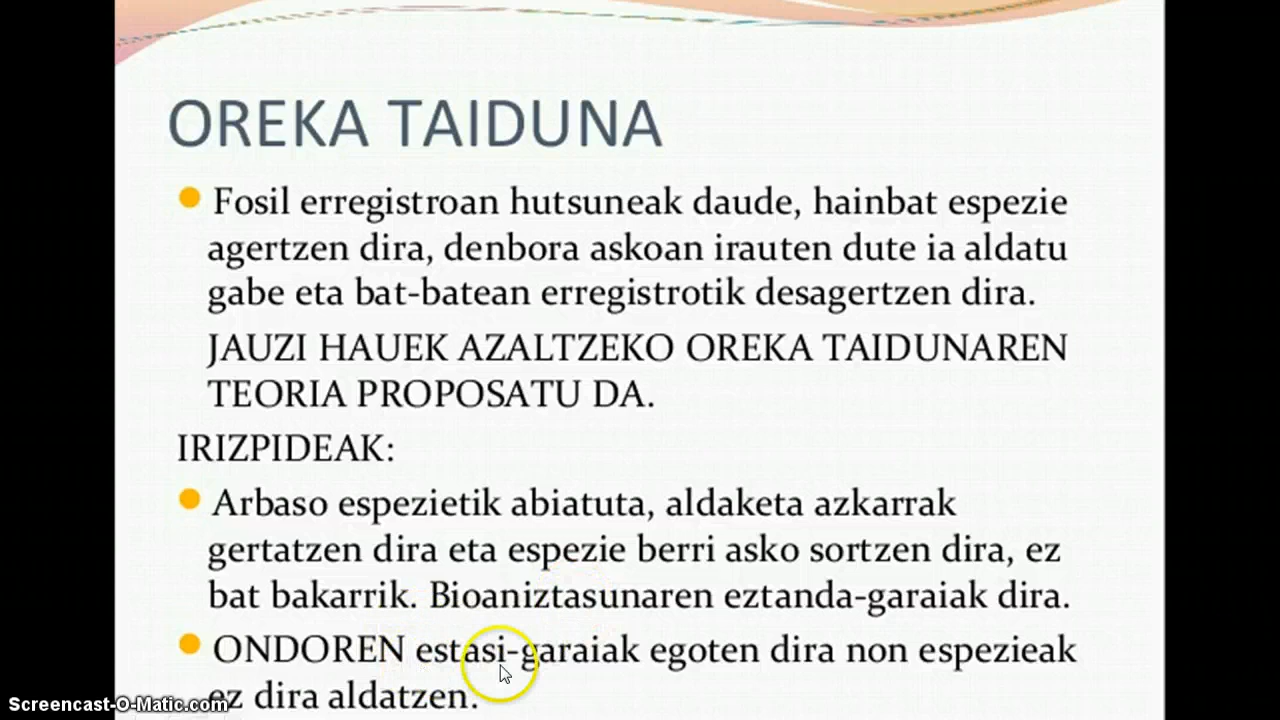 OREKA TAIDUNA
Fosil erregistroan hutsuneak daude, hainbat espezie
agertzen dira, denbora askoan irauten dute ia aldatu
gabe eta bat-batean erregistrotik desagertzen dira.
JAUZI HAUEK AZALTZEKO OREKA TAIDUNAREN
TEORIA PROPOSATU DA.
IRIZPIDEAK:
Arbaso espezietik abiatuta, aldaketa azkarrak
gertatzen dira eta espezie berri asko sortzen dira, ez
bat bakarrik. Bioaniztasunaren eztanda-garaiak dira.
ONDOREN estasi-garaiak egoten dira non espezieak
ez dira aldatzen.
Screencast-O-Matic.com